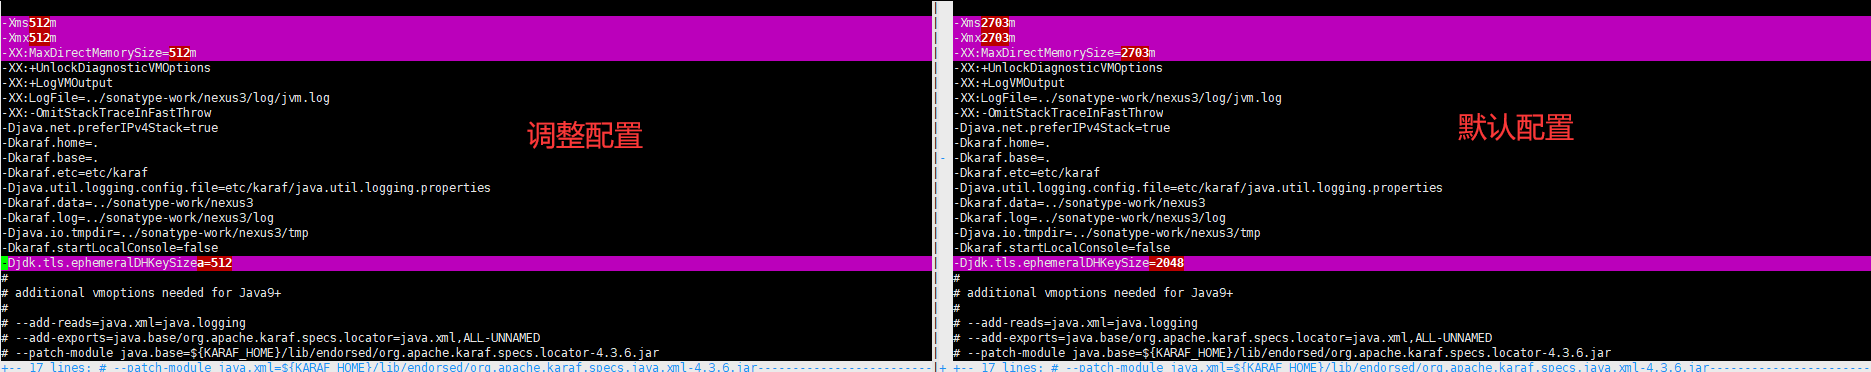 -Xms512m
-Xmx512m
-XX:MaxDirectMemorySize=512m
-XX:+UnlockDiagnosticVMOptions
-XX:+LogVMOutput
-XX:LogFile=../sonatype-work/nexus3/log/jvm.log
-XX:-OmitStackTraceInFastThrow
-Djava.net.preferIPv4Stack=true
-Dkaraf.home=.
-Dkaraf.base=.
-Dkaraf.etc=etc/karaf
-Djava.util.logging.config.file=etc/karaf/java.util.logging.properties
-Dkaraf.data=../sonatype-work/nexus3
-Dkaraf.log=../sonatype-work/nexus3/log
-Djava.io.tmpdir=../sonatype-work/nexus3/tmp
-Dkaraf.startLocalConsole=false
-Djdk.tls.ephemeralDHKeySizea=512
#
# additional vmoptions needed for Java9+
#
# --add-reads=java.xml=java.logging
# --add-exports=java.base/org.apache.karaf.specs.locator=java.xml,ALL-UNNAMED
# --patch-module java.base=${KARAF_HOME}/lib/endorsed/org.apache.karaf.specs.locator-4.3.6.jar
+-- 17 lines: # --patch-module java.xml=${KARAF_HOME}/lib/endorsed/org.apache.karaf.specs.java.xml-4.3.6.jar-------------------------
调整配置
-Xms2703m
-Xmx2703m
-XX:MaxDirectMemorySize=2703m
-XX:+UnlockDiagnosticVMOptions
-XX:+LogVMOutput
-XX:LogFile=../sonatype-work/nexus3/log/jvm.log
-XX:-OmitStackTraceInFastThrow
-Djava.net.preferIPv4Stack=true
-Dkaraf.home=.
- -Dkaraf.base=.
-Dkaraf.etc=etc/karaf
-Djava.util.logging.config.file=etc/karaf/java.util.logging.properties
-Dkaraf.data=../sonatype-work/nexus3
-Dkaraf.log=../sonatype-work/nexus3/log
-Djava.io.tmpdir=../sonatype-work/nexus3/tmp
-Dkaraf.startLocalConsole=false
-Djdk.tls.ephemeralDHKeySize=2048
#
# additional vmoptions needed for Java9+
#
# --add-reads=java.xml=java.logging
# --add-exports=java.base/org.apache.karaf.specs.locator=java.xml,ALL-UNNAMED
# --patch-module java.base=${KARAF_HOME}/lib/endorsed/org.apache.karaf.specs.locator-4.3.6.jar
+ +-- 17 lines: # --patch-module java.xml=${KARAF_HOME}/lib/endorsed/org.apache.karaf.specs.java.xml-4.3.6.jar-----------------------
默认配置